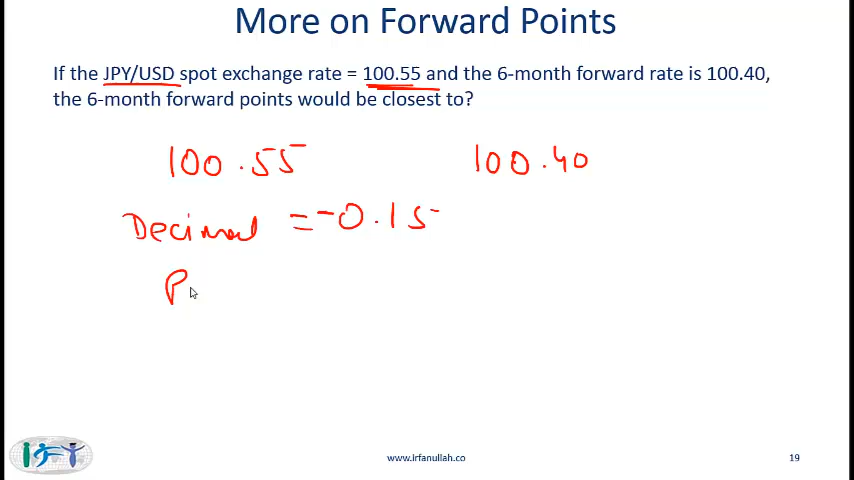 More on Forward Points
If the JPY/USD spot exchange rate = 100.55 and the 6-month forward rate is 100.40,
the 6-month forward points would be closest to?
100.55 100.40
Decimal = -0.15
P
www.irfanullah.co 19